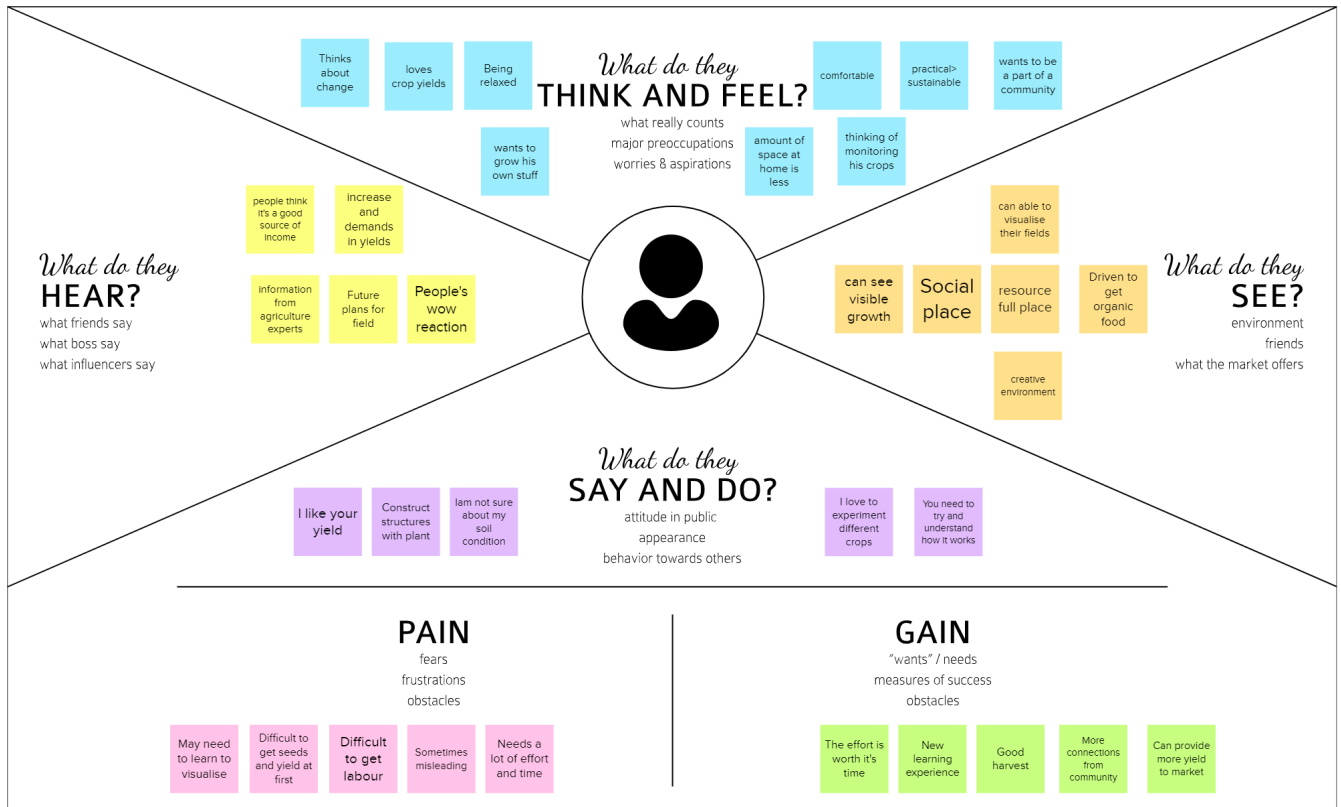 What do they
THINK AND FEEL?
what really counts
major preoccupations
worries & aspirations
Thinks
about
change
loves
crop yields
Being
relaxed
wants to
grow his
own stuff
comfortable
practical>
sustainable
wants to be
a part of a
community
amount of
space at
home is
less
thinking of
monitoring
his crops
What do they
HEAR?
what friends say
what boss say
what influencers say
people think
it's a good
source of
income
increase
and
demands
in yields
information
from
agriculture
experts
Future
plans for
field
People's
wow
reaction
What do they
SEE?
environment
friends
what the market offers
can able to
visualise
their fields
can see
visible
growth
Social
place
resource
full place
Driven to
get
organic
food
creative
environment
What do they
SAY AND DO?
attitude in public
appearance
behavior towards others
I like your
yield
Construct
structures
with plant
Iam not sure
about my
soil
condition
I love to
experiment
different
crops
You need to
try and
understand
how it works
PAIN
fears
frustrations
obstacles
May need
to learn to
visualise
Difficult to
get seeds
and yield at
first
Difficult
to get
labour
Sometimes
misleading
Needs a
lot of effort
and time
GAIN
"wants" / needs
measures of success
obstacles
The effort is
worth it's
time
New
learning
experience
Good
harvest
More
connections
from
community
Can provide
more yield
to market